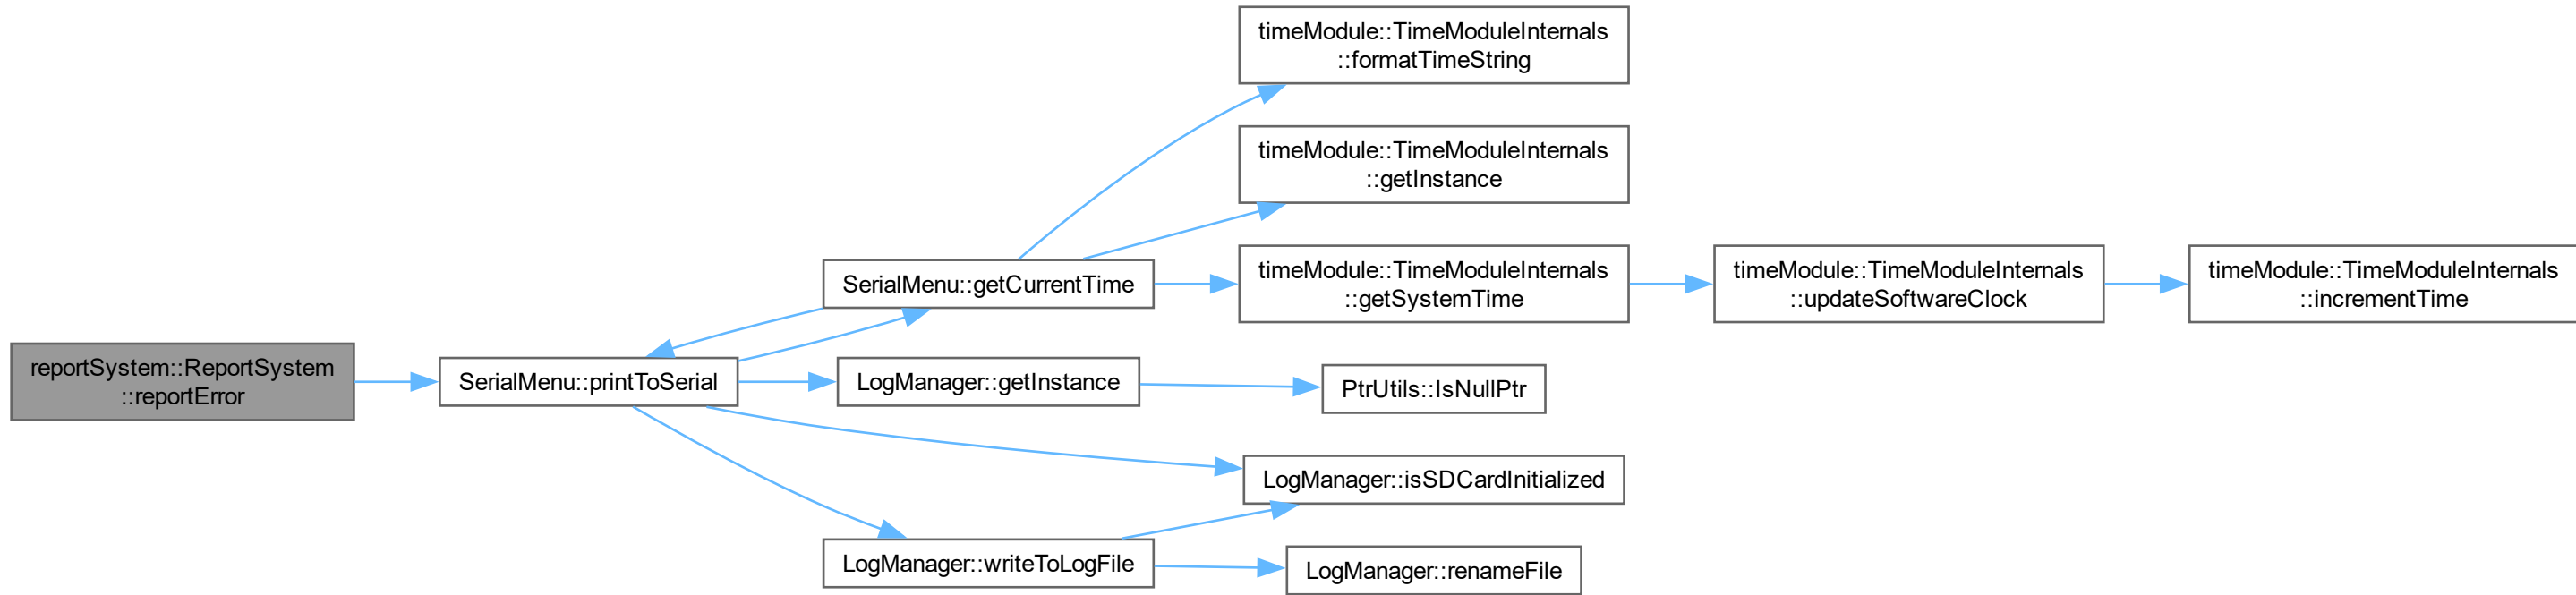 timeModule::TimeModuleInternals
::formatTimeString
timeModule::TimeModuleInternals
::getInstance
SerialMenu::getCurrentTime
timeModule::TimeModuleInternals
::getSystemTime
timeModule::TimeModuleInternals
::updateSoftwareClock
timeModule::TimeModuleInternals
::incrementTime
reportSystem::ReportSystem
::reportError
SerialMenu::printToSerial
LogManager::getInstance
PtrUtils::IsNullPtr
LogManager::isSDCardInitialized
LogManager::writeToLogFile
LogManager::renameFile